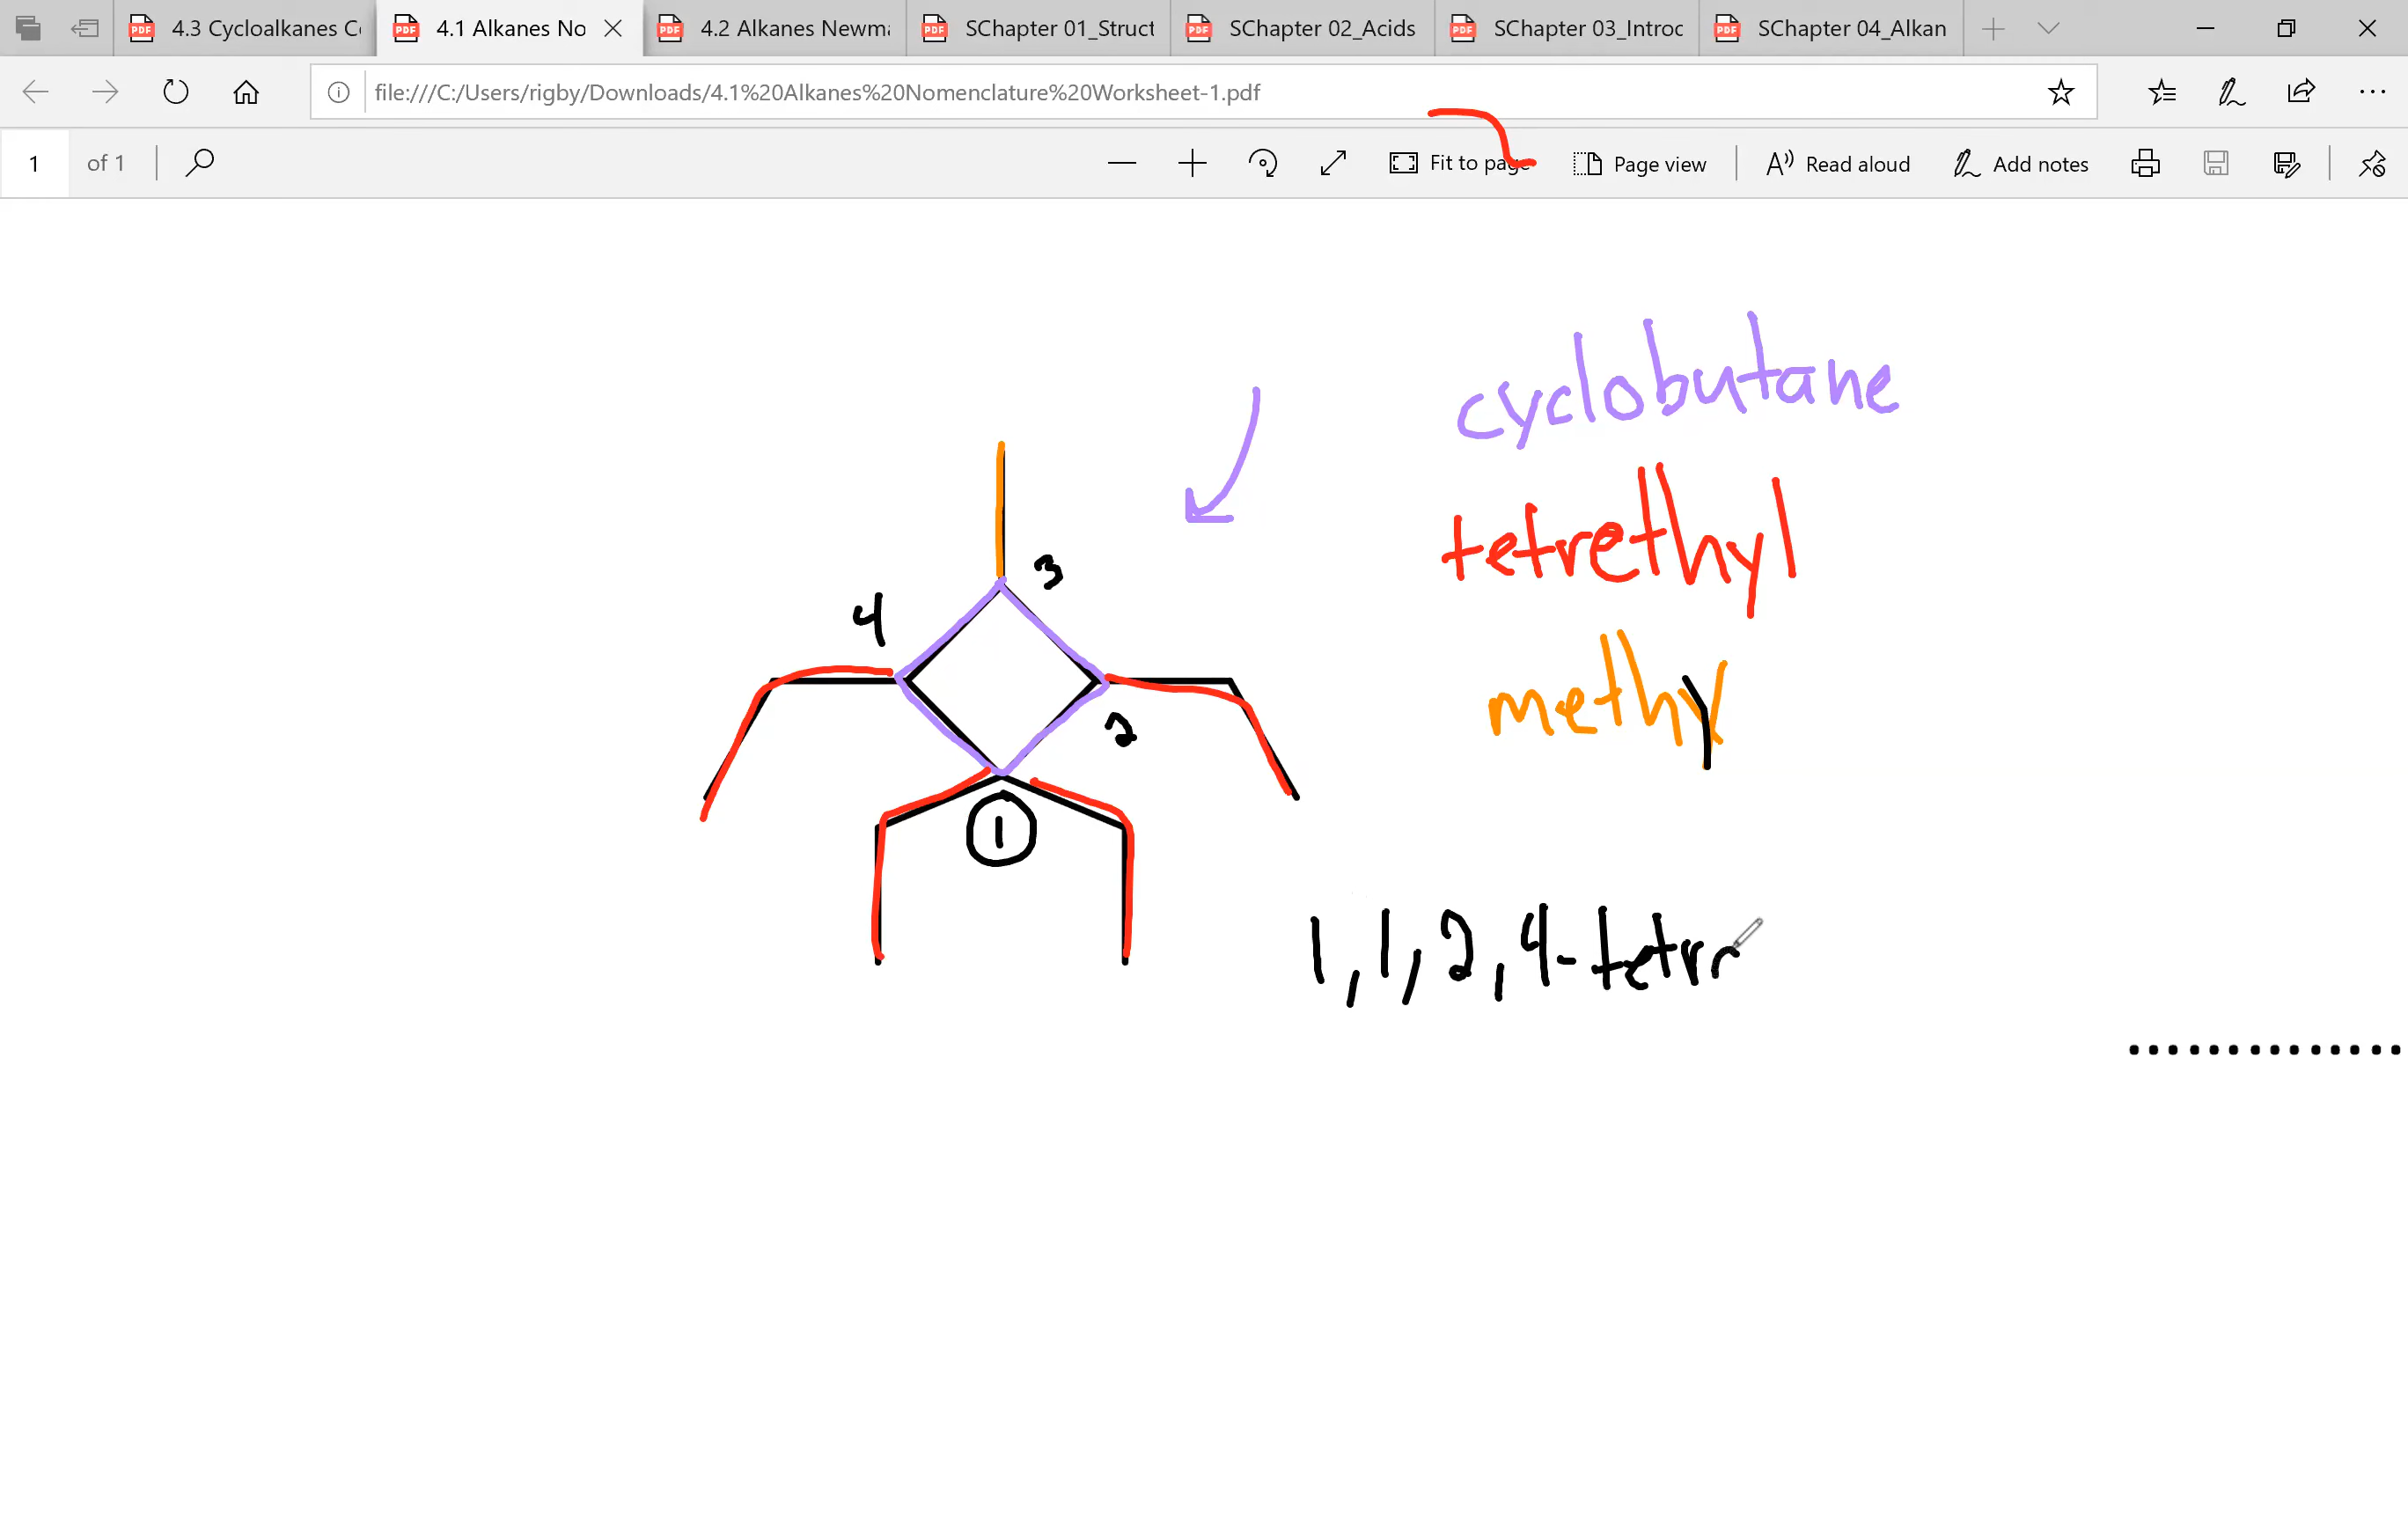 4.3 Cycloalkanes C
4.1 Alkanes No
4.2 Alkanes Newma
SChapter 01_Struct
SChapter 02_Acids
SChapter 03_Introc
SChapter 04_Alkan
file:///C:/Users/rigby/Downloads/4.1%20Alkanes%20Nomenclature%20Worksheet-1.pdf
1 of 1
Fit to page
Page view
Read aloud
Add notes
cyclobutane
tetrethyl
methy
3
4
2
1
1,1,2,4-tetr